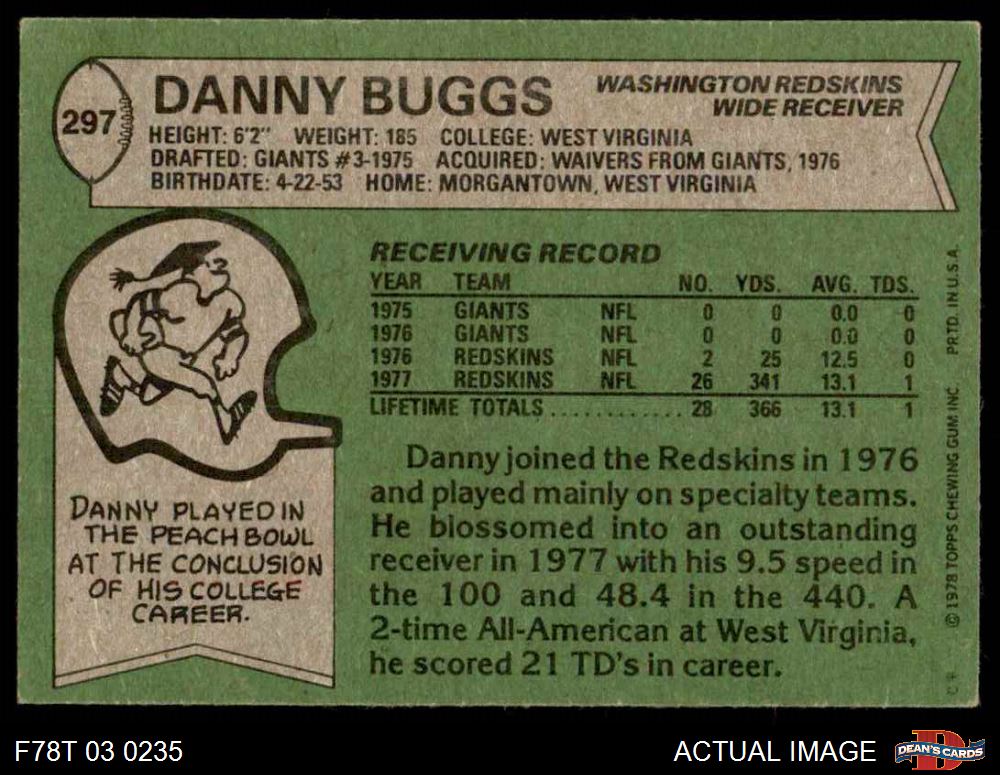 297
DANNY BUGGS
WASHINGTON REDSKINS
WIDE RECEIVER
HEIGHT: 6'2" WEIGHT: 185 COLLEGE: WEST VIRGINIA
DRAFTED: GIANTS #3-1975 ACQUIRED: WAIVERS FROM GIANTS, 1976
BIRTHDATE: 4-22-53 HOME: MORGANTOWN, WEST VIRGINIA
RECEIVING RECORD
YEAR TEAM NO. YDS. AVG. TDS.
1975 GIANTS NFL 0 0 0.0 0
1976 GIANTS NFL 0 0 0.0 0
1976 REDSKINS NFL 2 25 12.5 0
1977 REDSKINS NFL 26 341 13.1 1
LIFETIME TOTALS ............ 28 366 13.1 1
DANNY PLAYED IN
THE PEACH BOWL
AT THE CONCLUSION
OF HIS COLLEGE
CAREER.
Danny joined the Redskins in 1976
and played mainly on specialty teams.
He blossomed into an outstanding
receiver in 1977 with his 9.5 speed in
the 100 and 48.4 in the 440. A
2-time All-American at West Virginia,
he scored 21 TD's in career.
© 1978 TOPPS CHEWING GUM INC PRTD. IN U.S.A.
F78T 03 0235
ACTUAL IMAGE
DEAN'S CARDS